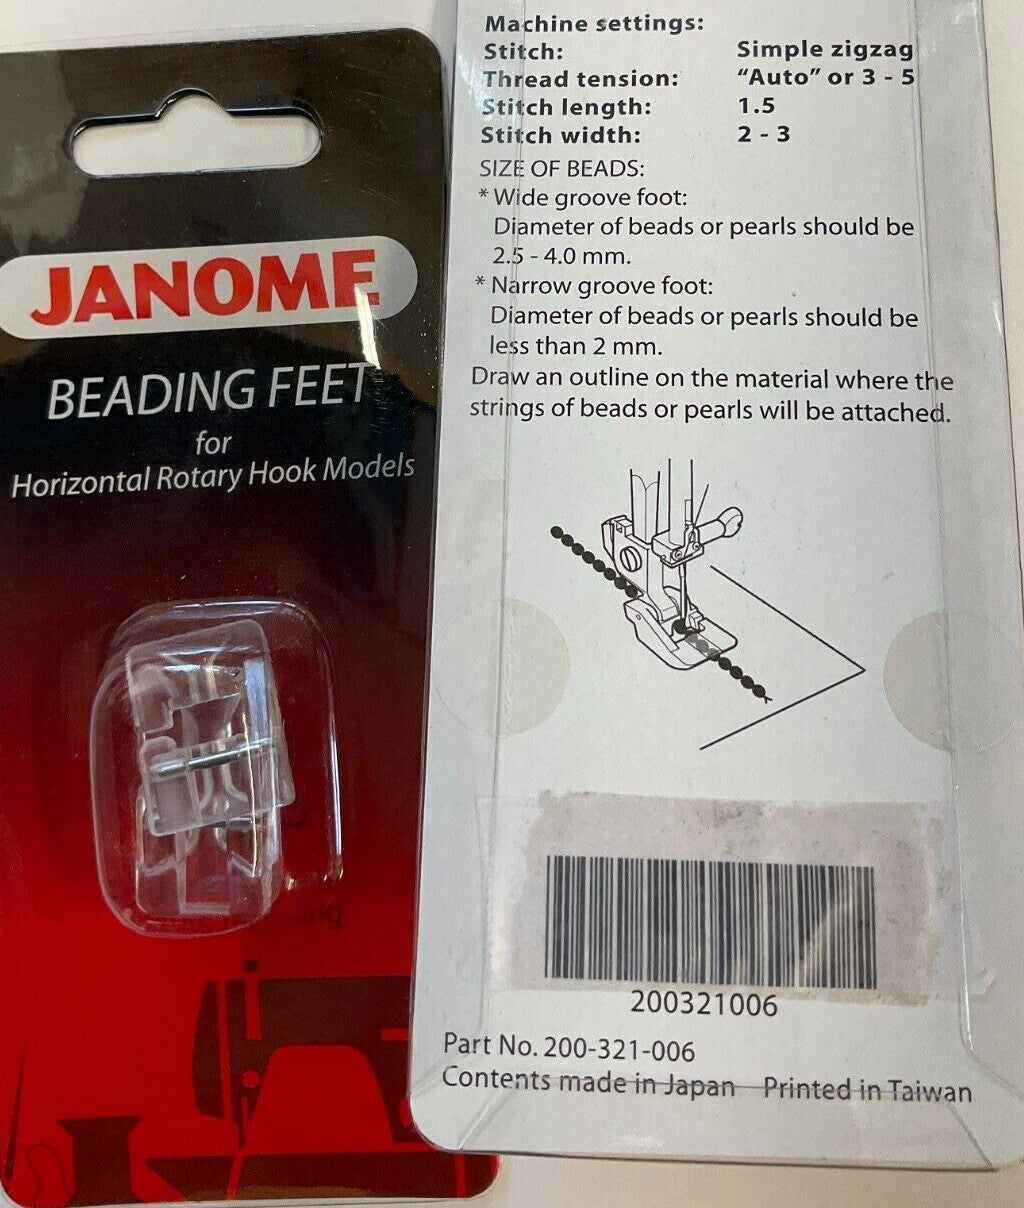 JANOME
BEADING FEET
for
Horizontal Rotary Hook Models
Machine settings:
Stitch: Simple zigzag
Thread tension: “Auto” or 3 - 5
Stitch length: 1.5
Stitch width: 2 - 3
SIZE OF BEADS:
* Wide groove foot:
Diameter of beads or pearls should be
2.5 - 4.0 mm.
* Narrow groove foot:
Diameter of beads or pearls should be
less than 2 mm.
Draw an outline on the material where the
strings of beads or pearls will be attached.
200321006
Part No. 200-321-006
Contents made in Japan Printed in Taiwan